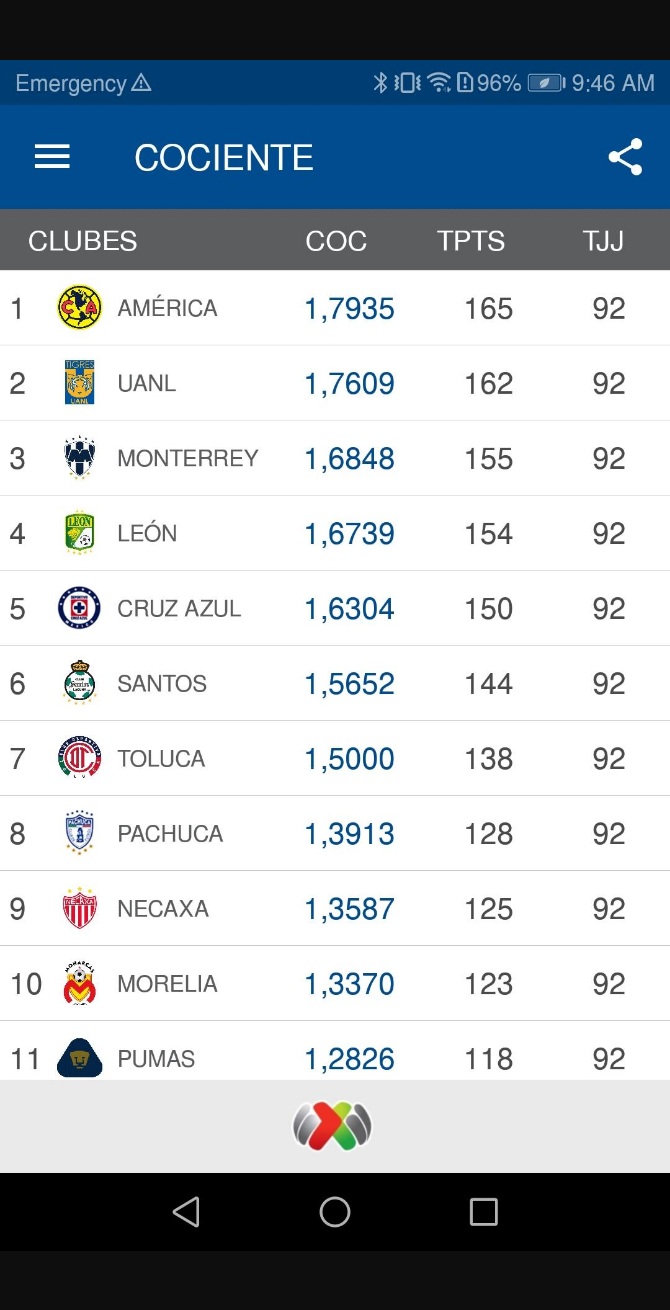 Emergency 96% 9:46 AM
COCIENTE
CLUBES COC TPTS TJJ
1 AMÉRICA 1,7935 165 92
2 UANL 1,7609 162 92
3 MONTERREY 1,6848 155 92
4 LEÓN 1,6739 154 92
5 CRUZ AZUL 1,6304 150 92
6 SANTOS 1,5652 144 92
7 TOLUCA 1,5000 138 92
8 PACHUCA 1,3913 128 92
9 NECAXA 1,3587 125 92
10 MORELIA 1,3370 123 92
11 PUMAS 1,2826 118 92